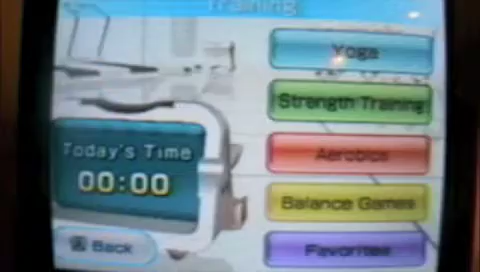 Training
Yoga
Strength Training
Aerobics
Balance Games
Favorites
Today's Time
00:00
Back